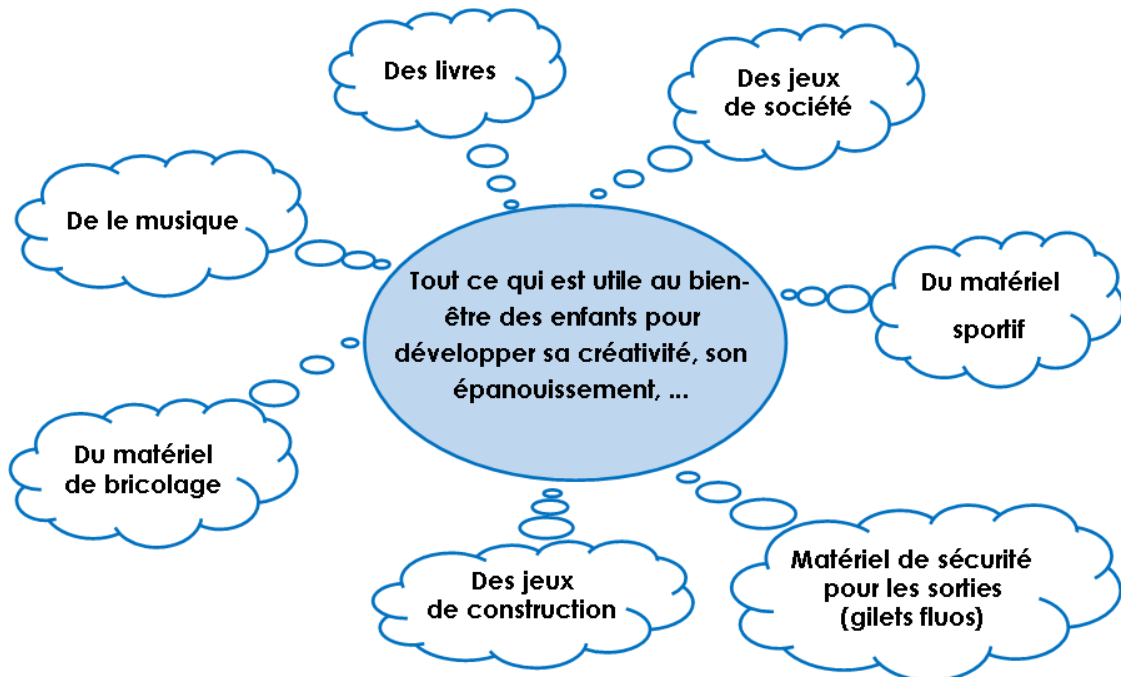 Des livres
Des jeux
de société
De le musique
Tout ce qui est utile au bien-
être des enfants pour
développer sa créativité, son
épanouissement, ...
Du matériel
sportif
Du matériel
de bricolage
Des jeux
de construction
Matériel de sécurité
pour les sorties
(gilets fluos)